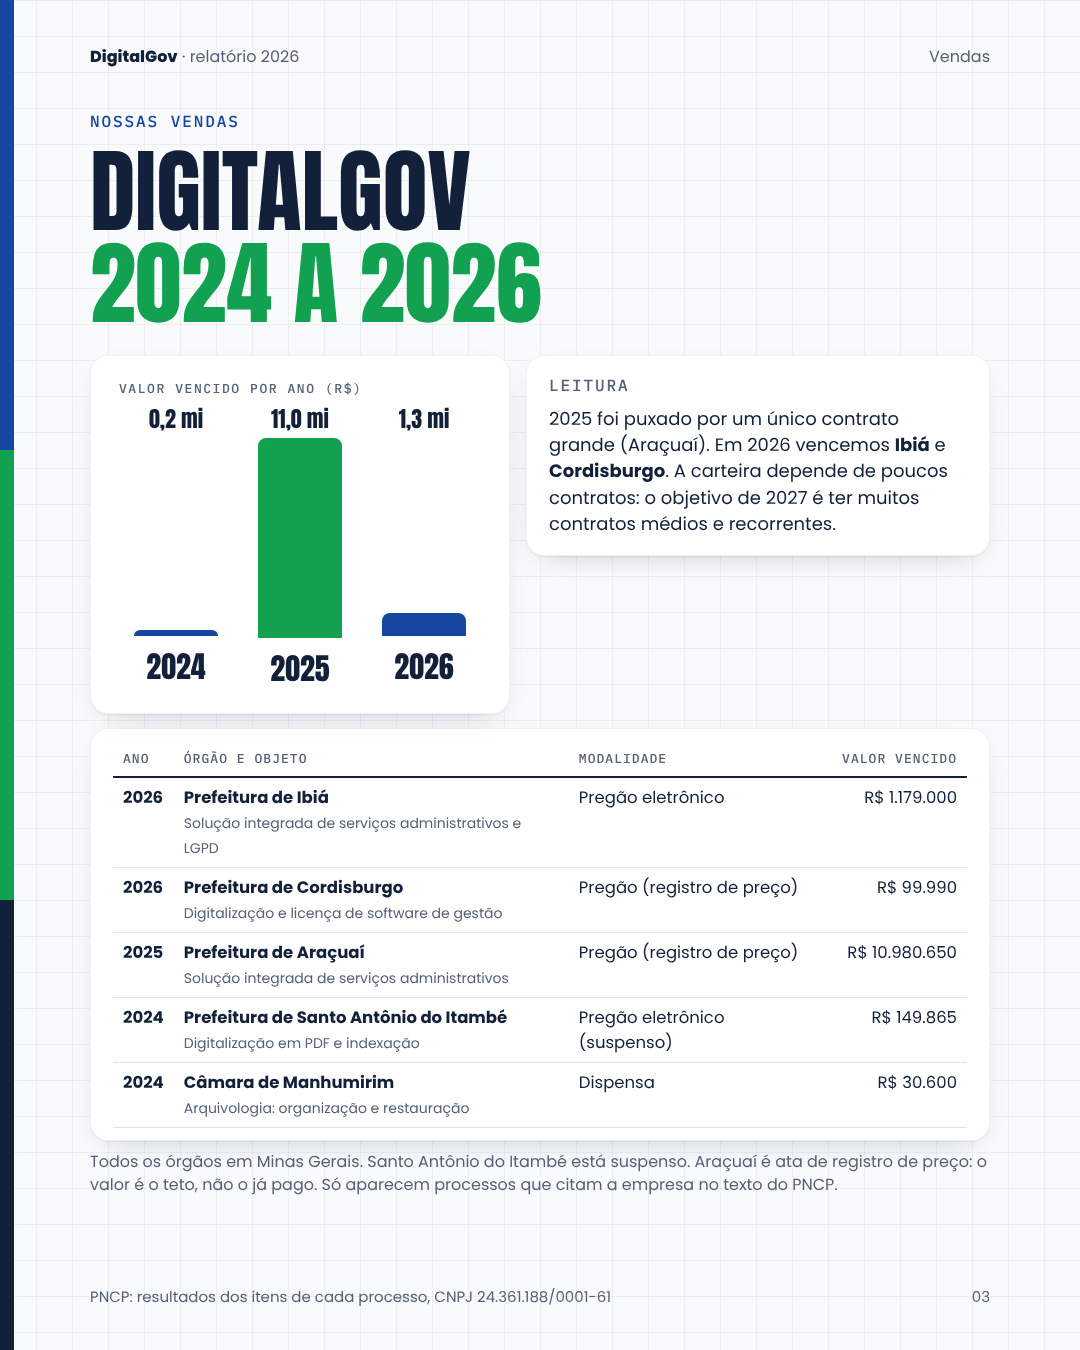 DigitalGov · relatório 2026
Vendas
NOSSAS VENDAS
DIGITALGOV
2024 A 2026
VALOR VENCIDO POR ANO (R$)
0,2 mi
11,0 mi
1,3 mi
2024
2025
2026
LEITURA
2025 foi puxado por um único contrato
grande (Araçuaí). Em 2026 vencemos Ibiá e
Cordisburgo. A carteira depende de poucos
contratos: o objetivo de 2027 é ter muitos
contratos médios e recorrentes.
ANO ÓRGÃO E OBJETO MODALIDADE VALOR VENCIDO
2026 Prefeitura de Ibiá Pregão eletrônico R$ 1.179.000
Solução integrada de serviços administrativos e
LGPD
2026 Prefeitura de Cordisburgo Pregão (registro de preço) R$ 99.990
Digitalização e licença de software de gestão
2025 Prefeitura de Araçuaí Pregão (registro de preço) R$ 10.980.650
Solução integrada de serviços administrativos
2024 Prefeitura de Santo Antônio do Itambé Pregão eletrônico R$ 149.865
Digitalização em PDF e indexação (suspenso)
2024 Câmara de Manhumirim Dispensa R$ 30.600
Arquivologia: organização e restauração
Todos os órgãos em Minas Gerais. Santo Antônio do Itambé está suspenso. Araçuaí é ata de registro de preço: o
valor é o teto, não o já pago. Só aparecem processos que citam a empresa no texto do PNCP.
PNCP: resultados dos itens de cada processo, CNPJ 24.361.188/0001-61
03